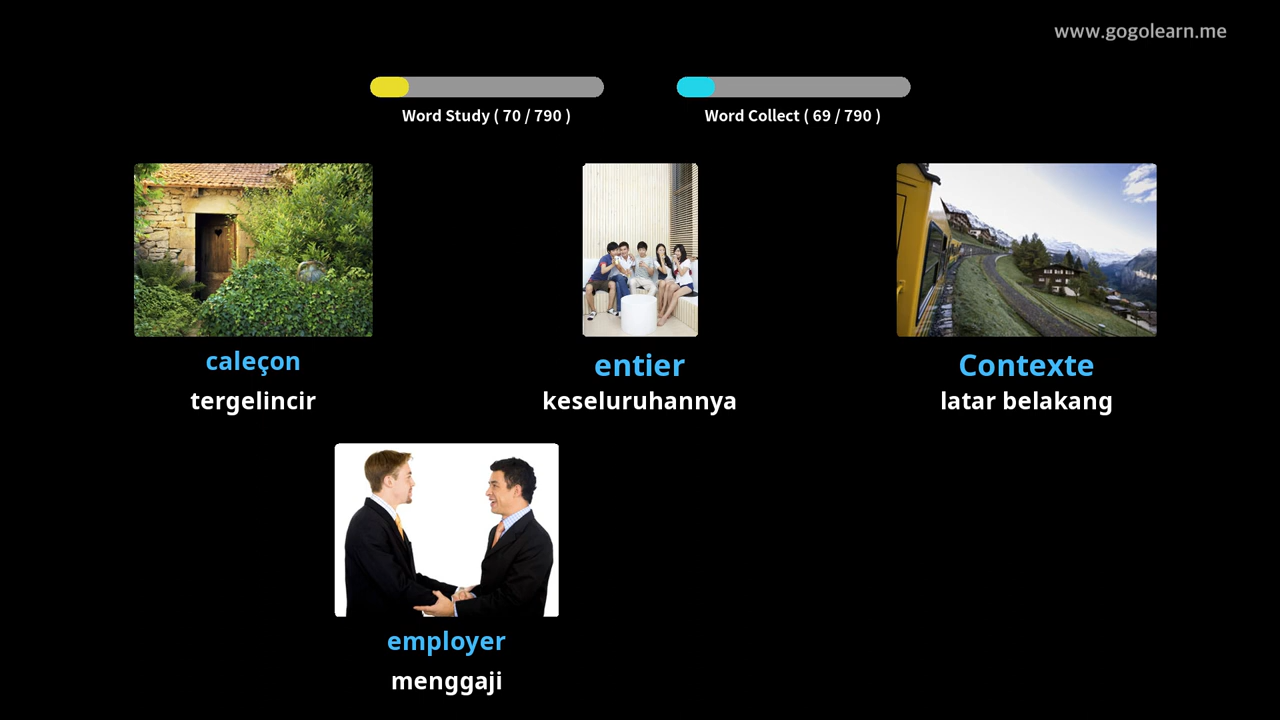 www.gogolearn.me
Word Study ( 70 / 790 )
Word Collect ( 69 / 790 )
caleçon
tergelincir
entier
keseluruhannya
Contexte
latar belakang
employer
menggaji